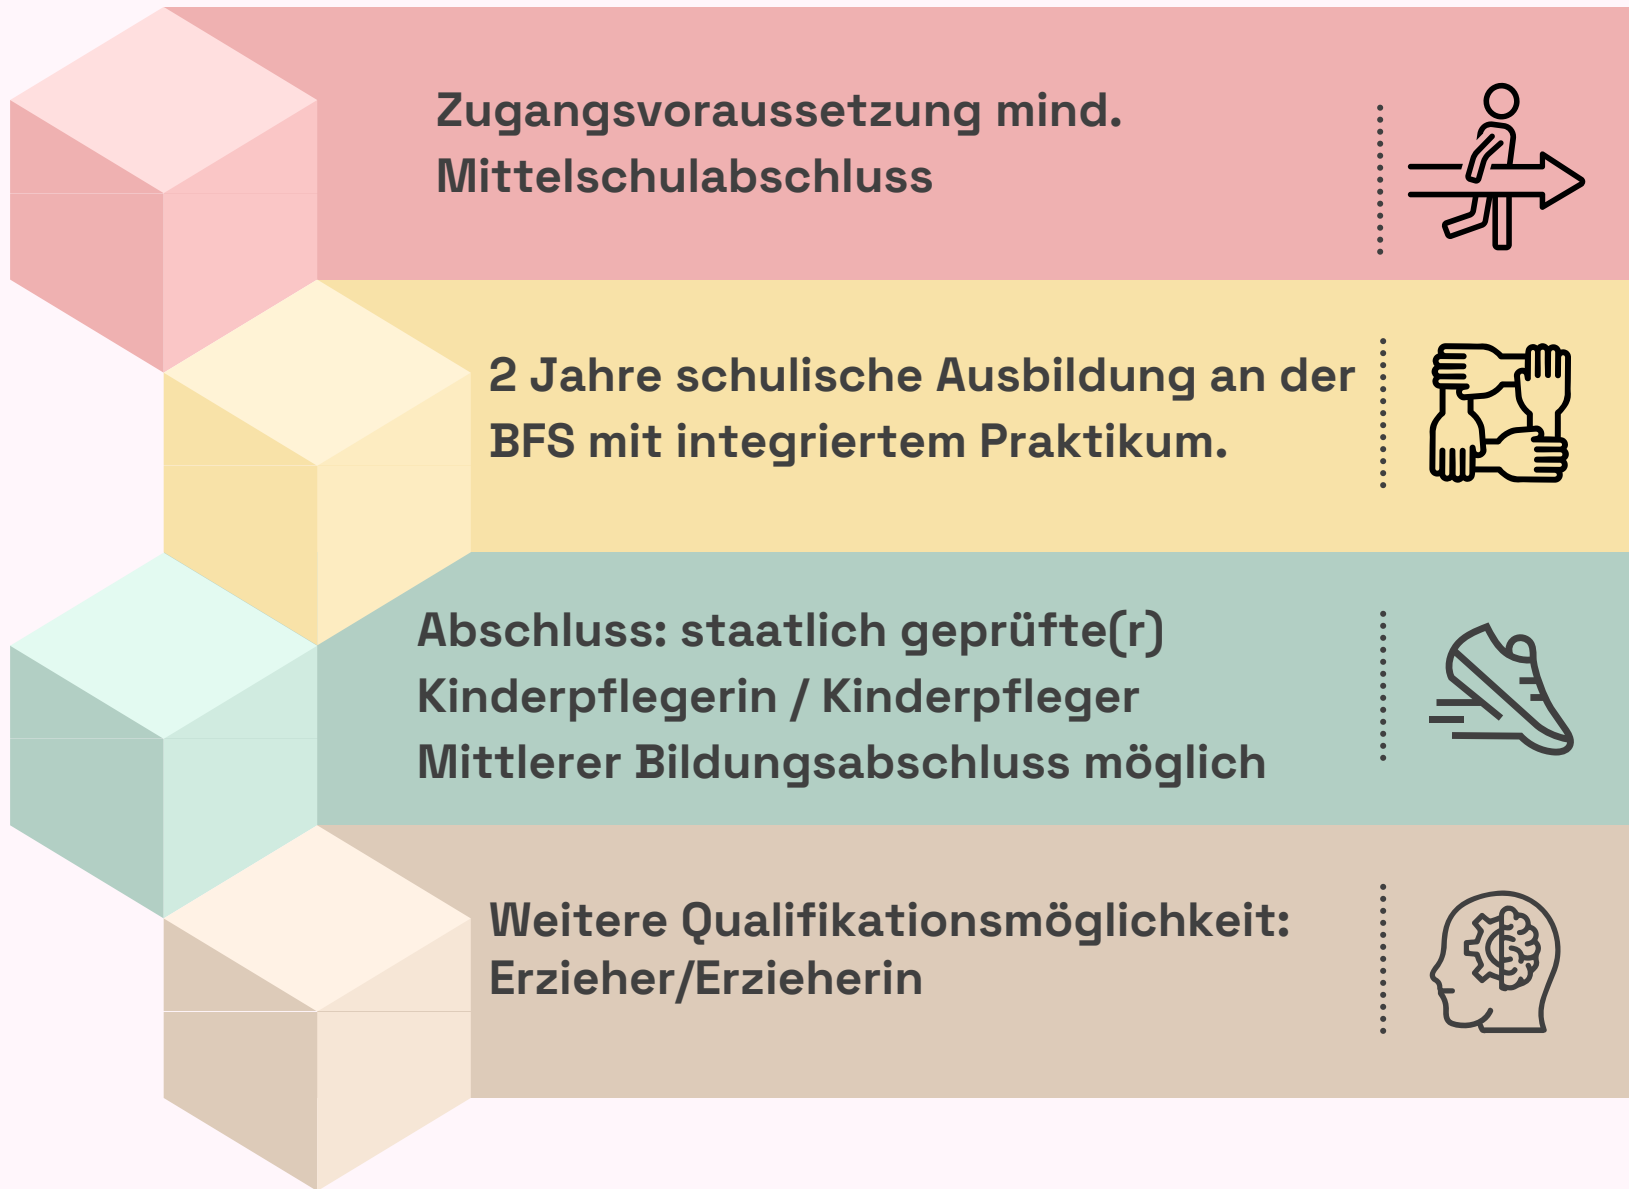 Zugangsvoraussetzung mind.
Mittelschulabschluss
2 Jahre schulische Ausbildung an der
BFS mit integriertem Praktikum.
Abschluss: staatlich geprüfte(r)
Kinderpflegerin / Kinderpfleger
Mittlerer Bildungsabschluss möglich
Weitere Qualifikationsmöglichkeit:
Erzieher/Erzieherin